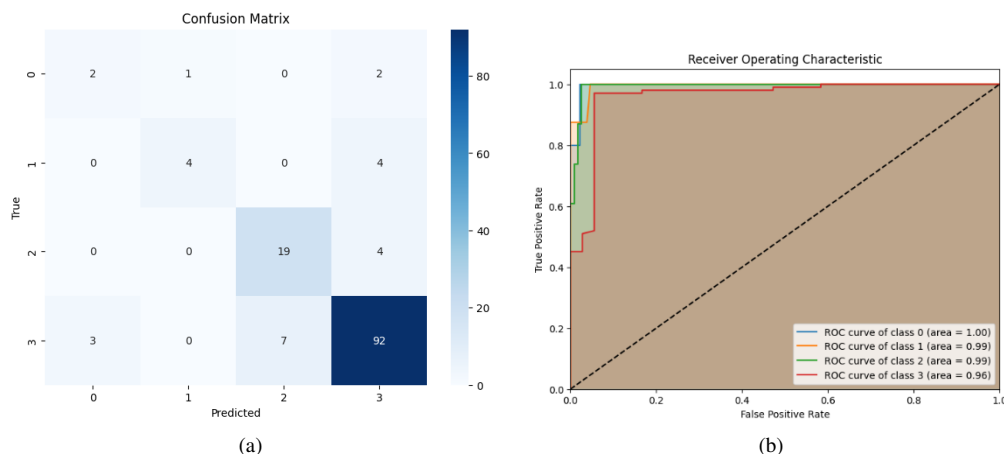 Confusion Matrix
0 2 1 0 2
1 0 4 0 4
2 0 0 19 4
3 3 0 7 92
True
0 1 2 3
Predicted
80
60
40
20
0
(a)
Receiver Operating Characteristic
1.0
0.8
0.6
0.4
0.2
0.0
True Positive Rate
ROC curve of class 0 (area = 1.00)
ROC curve of class 1 (area = 0.99)
ROC curve of class 2 (area = 0.99)
ROC curve of class 3 (area = 0.96)
0.0 0.2 0.4 0.6 0.8 1.0
False Positive Rate
(b)